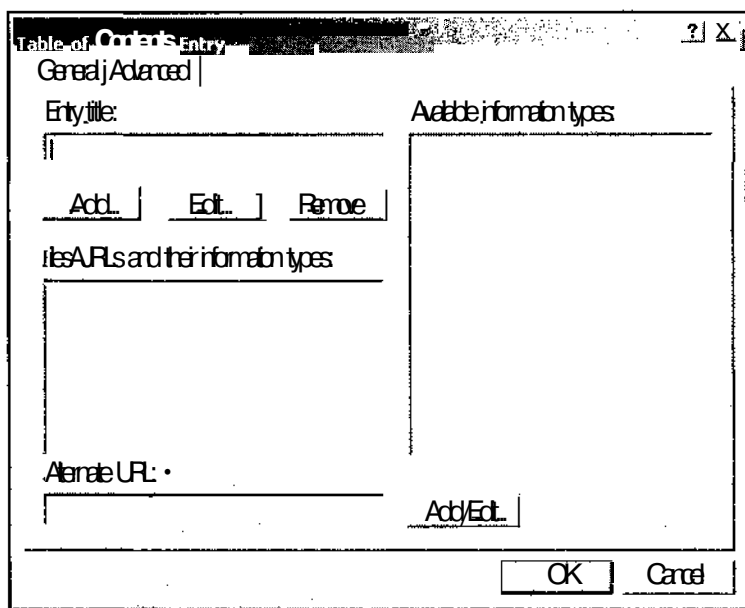 Table of Contents Entry ? X
General Advanced
Entry title:
Available information types:
Add... Edit... Remove
Files/URLs and their information types:
Alternate URL:
Add/Edit...
OK Cancel